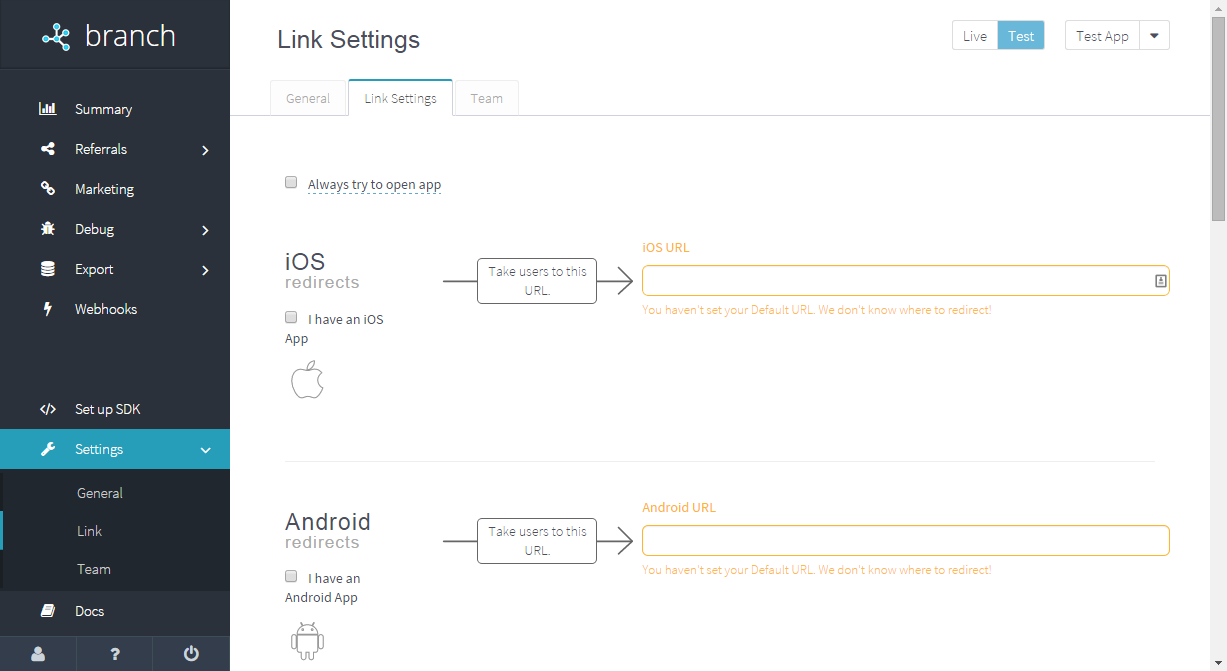 branch
Summary
Referrals
Marketing
Debug
Export
Webhooks
Set up SDK
Settings
General
Link
Team
Docs
?
Link Settings
Live
Test
Test App
General
Link Settings
Team
Always try to open app
iOS
redirects
I have an iOS
App
Take users to this
URL.
iOS URL
You haven't set your Default URL. We don't know where to redirect!
Android
redirects
I have an
Android App
Take users to this
URL.
Android URL
You haven't set your Default URL. We don't know where to redirect!